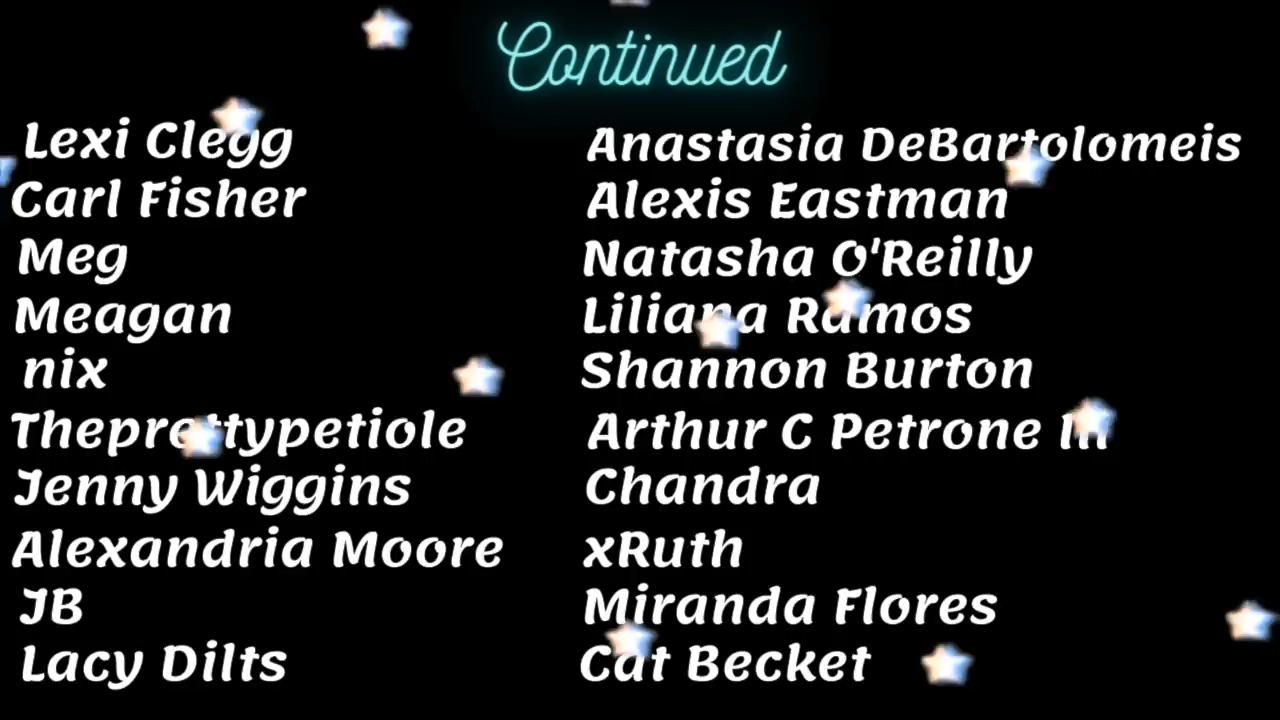 Continued
Lexi Clegg
Carl Fisher
Meg
Meagan
nix
Theprettypetiole
Jenny Wiggins
Alexandria Moore
JB
Lacy Dilts
Anastasia DeBartolomeis
Alexis Eastman
Natasha O'Reilly
Liliana Ramos
Shannon Burton
Arthur C Petrone III
Chandra
xRuth
Miranda Flores
Cat Becket